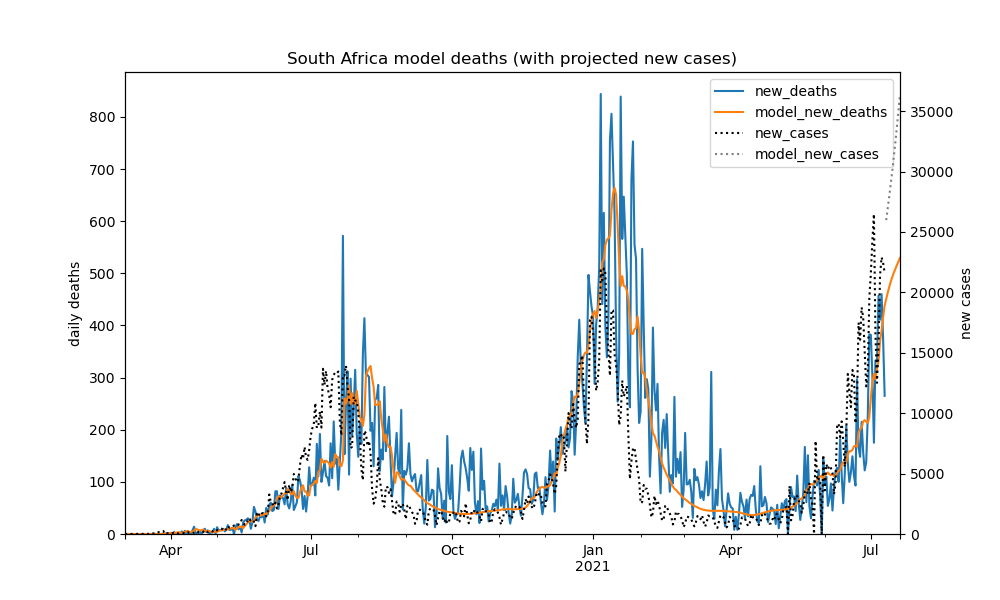 South Africa model deaths (with projected new cases)
new_deaths
model_new_deaths
new_cases
model_new_cases
daily deaths
800
700
600
500
400
300
200
100
0
35000
30000
25000
20000
15000
10000
5000
0
new cases
Apr
Jul
Oct
Jan
2021
Apr
Jul